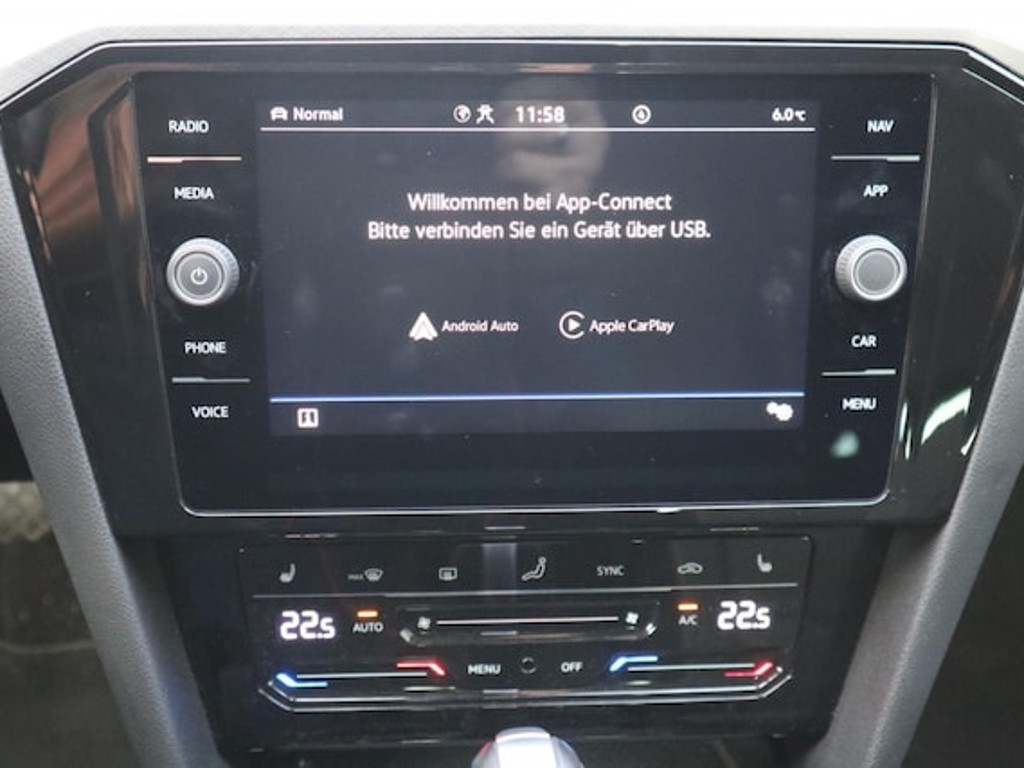 RADIO
MEDIA
PHONE
VOICE
Normal
11:58
6.0°C
Willkommen bei App-Connect
Bitte verbinden Sie ein Gerät über USB.
Android Auto
Apple CarPlay
NAV
APP
CAR
MENU
MAX
SYNC
22.5
AUTO
A/C
22.5
MENU
OFF